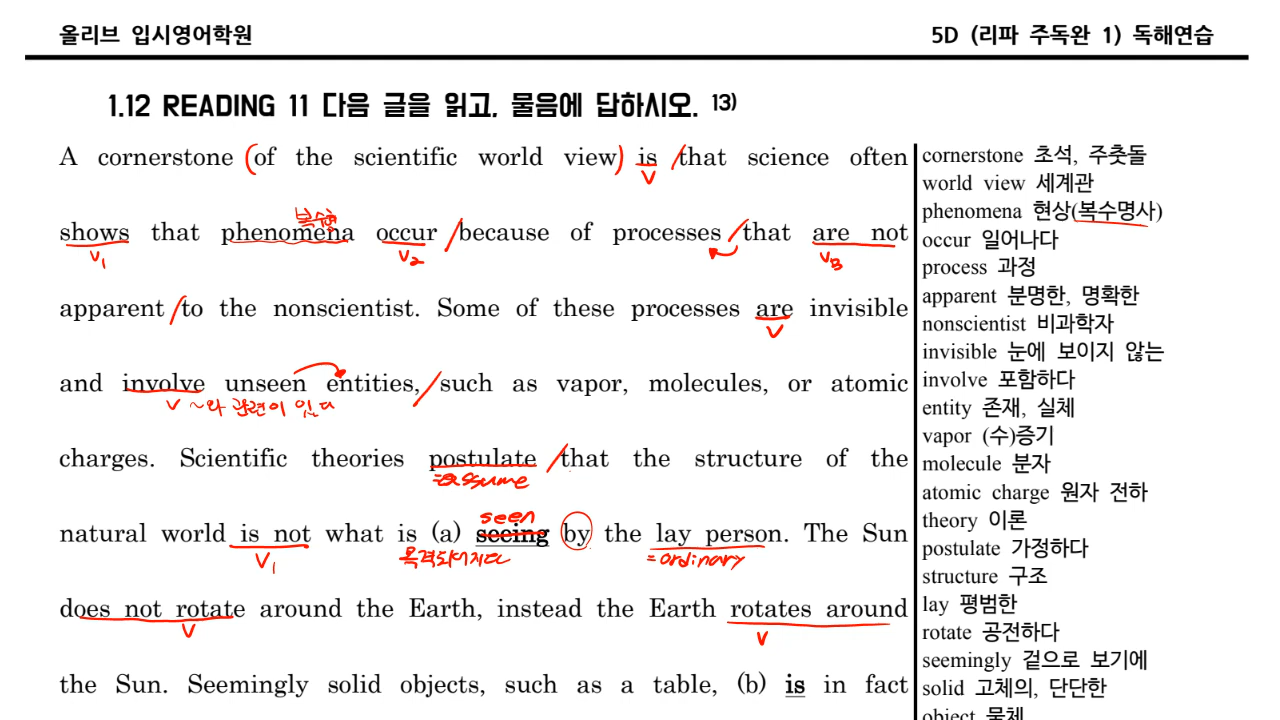 올리브 입시영어학원
5D (리파 주독완 1) 독해연습
1.12 READING 11 다음 글을 읽고, 물음에 답하시오. 13)
A cornerstone (of the scientific world view) is / that science often
V
복수형
shows that phenomena occur / because of processes / that are not
V1 V2 V3
apparent / to the nonscientist. Some of these processes are invisible
V
and involve unseen entities, / such as vapor, molecules, or atomic
V ~와 관련이 있다
charges. Scientific theories postulate / that the structure of the
=assume
seen
natural world is not what is (a) seeing by the lay person. The Sun
V1 목격되어지다 =ordinary
does not rotate around the Earth, instead the Earth rotates around
V V
the Sun. Seemingly solid objects, such as a table, (b) is in fact
cornerstone 초석, 주춧돌
world view 세계관
phenomena 현상(복수명사)
occur 일어나다
process 과정
apparent 분명한, 명확한
nonscientist 비과학자
invisible 눈에 보이지 않는
involve 포함하다
entity 존재, 실체
vapor (수)증기
molecule 분자
atomic charge 원자 전하
theory 이론
postulate 가정하다
structure 구조
lay 평범한
rotate 공전하다
seemingly 겉으로 보기에
solid 고체의, 단단한
object 물체